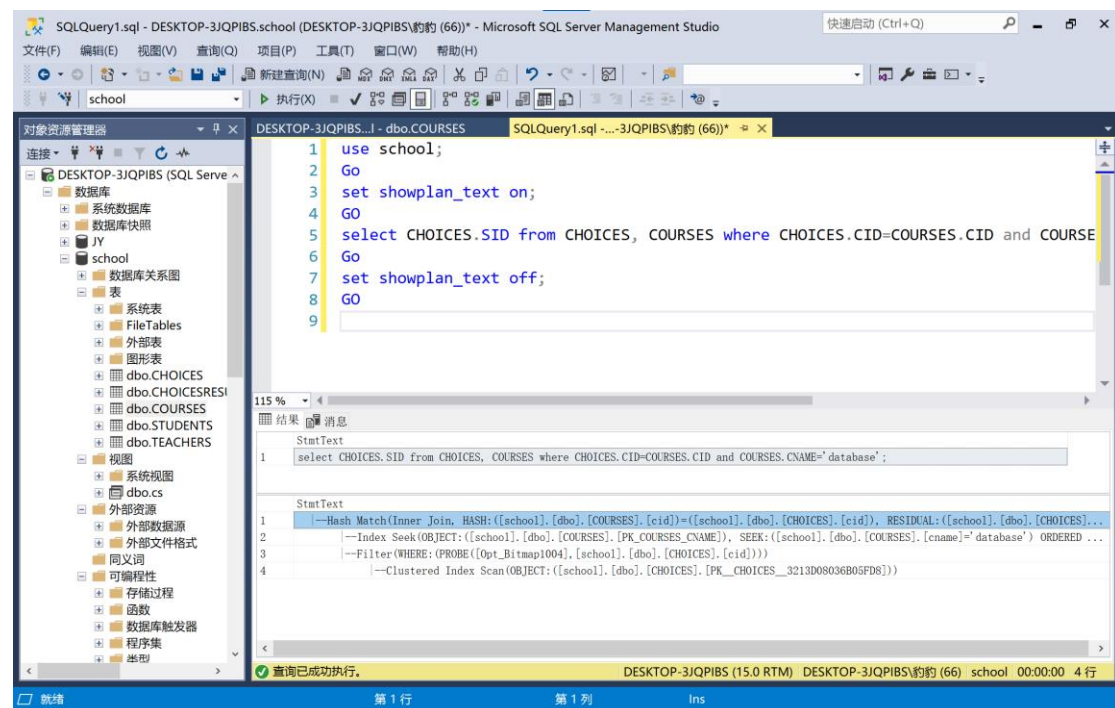 SQLQuery1.sql - DESKTOP-3JQPIBS.school (DESKTOP-3JQPIBS\豹豹 (66))* - Microsoft SQL Server Management Studio
快速启动 (Ctrl+Q)
文件(F) 编辑(E) 视图(V) 查询(Q) 项目(P) 工具(T) 窗口(W) 帮助(H)
新建查询(N)
school
执行(X)
对象资源管理器
连接
DESKTOP-3JQPIBS (SQL Serve
数据库
系统数据库
数据库快照
JY
school
数据库关系图
表
系统表
FileTables
外部表
图形表
dbo.CHOICES
dbo.CHOICESRESU
dbo.COURSES
dbo.STUDENTS
dbo.TEACHERS
视图
系统视图
dbo.cs
外部资源
外部数据源
外部文件格式
同义词
可编程性
存储过程
函数
数据库触发器
程序集
类型
DESKTOP-3JQPIBS...l - dbo.COURSES
SQLQuery1.sql -...-3JQPIBS\豹豹 (66))*
1 use school;
2 Go
3 set showplan_text on;
4 GO
5 select CHOICES.SID from CHOICES, COURSES where CHOICES.CID=COURSES.CID and COURSE
6 Go
7 set showplan_text off;
8 GO
9
115 %
结果 消息
StmtText
1 select CHOICES.SID from CHOICES, COURSES where CHOICES.CID=COURSES.CID and COURSES.CNAME='database';
StmtText
1 |--Hash Match(Inner Join, HASH:([school].[dbo].[COURSES].[cid])=([school].[dbo].[CHOICES].[cid]), RESIDUAL:([school].[dbo].[CHOICES]...
2 |--Index Seek(OBJECT:([school].[dbo].[COURSES].[PK_COURSES_CNAME]), SEEK:([school].[dbo].[COURSES].[cname]='database') ORDERED ...
3 |--Filter(WHERE:(PROBE([Opt_Bitmap1004],[school].[dbo].[CHOICES].[cid])))
4 |--Clustered Index Scan(OBJECT:([school].[dbo].[CHOICES].[PK__CHOICES__3213D08036B05FD8]))
查询已成功执行。
DESKTOP-3JQPIBS (15.0 RTM) DESKTOP-3JQPIBS\豹豹 (66) school 00:00:00 4 行
就绪 第 1 行 第 1 列 Ins